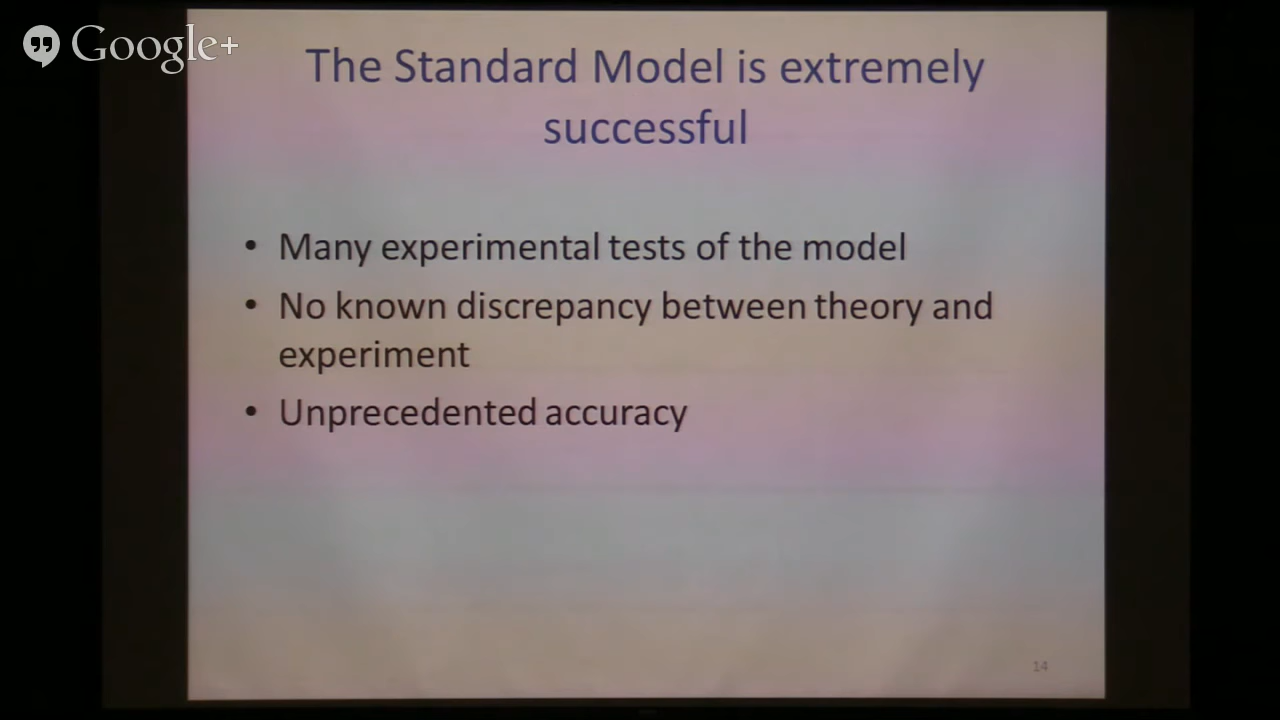 Google+
The Standard Model is extremely
successful
• Many experimental tests of the model
• No known discrepancy between theory and
experiment
• Unprecedented accuracy
14